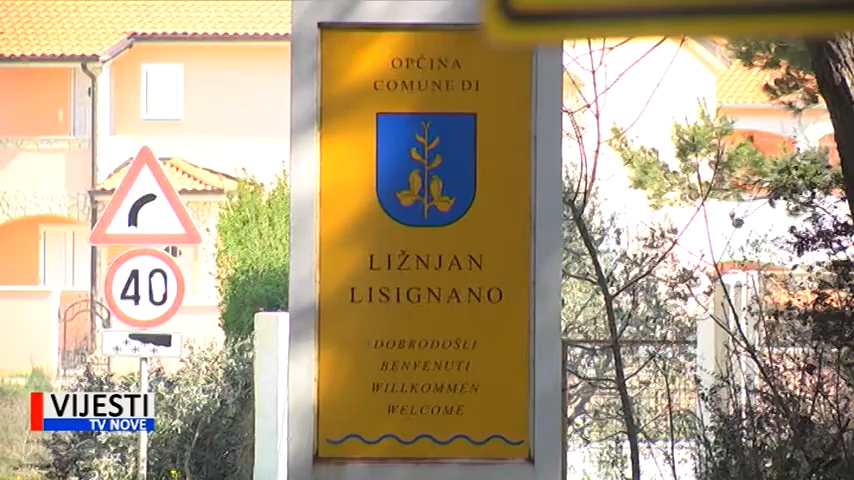 OPĆINA
COMUNE DI
LIŽNJAN
LISIGNANO
DOBRODOŠLI
BENVENUTI
WILLKOMMEN
WELCOME
40
VIJESTI
TV NOVE